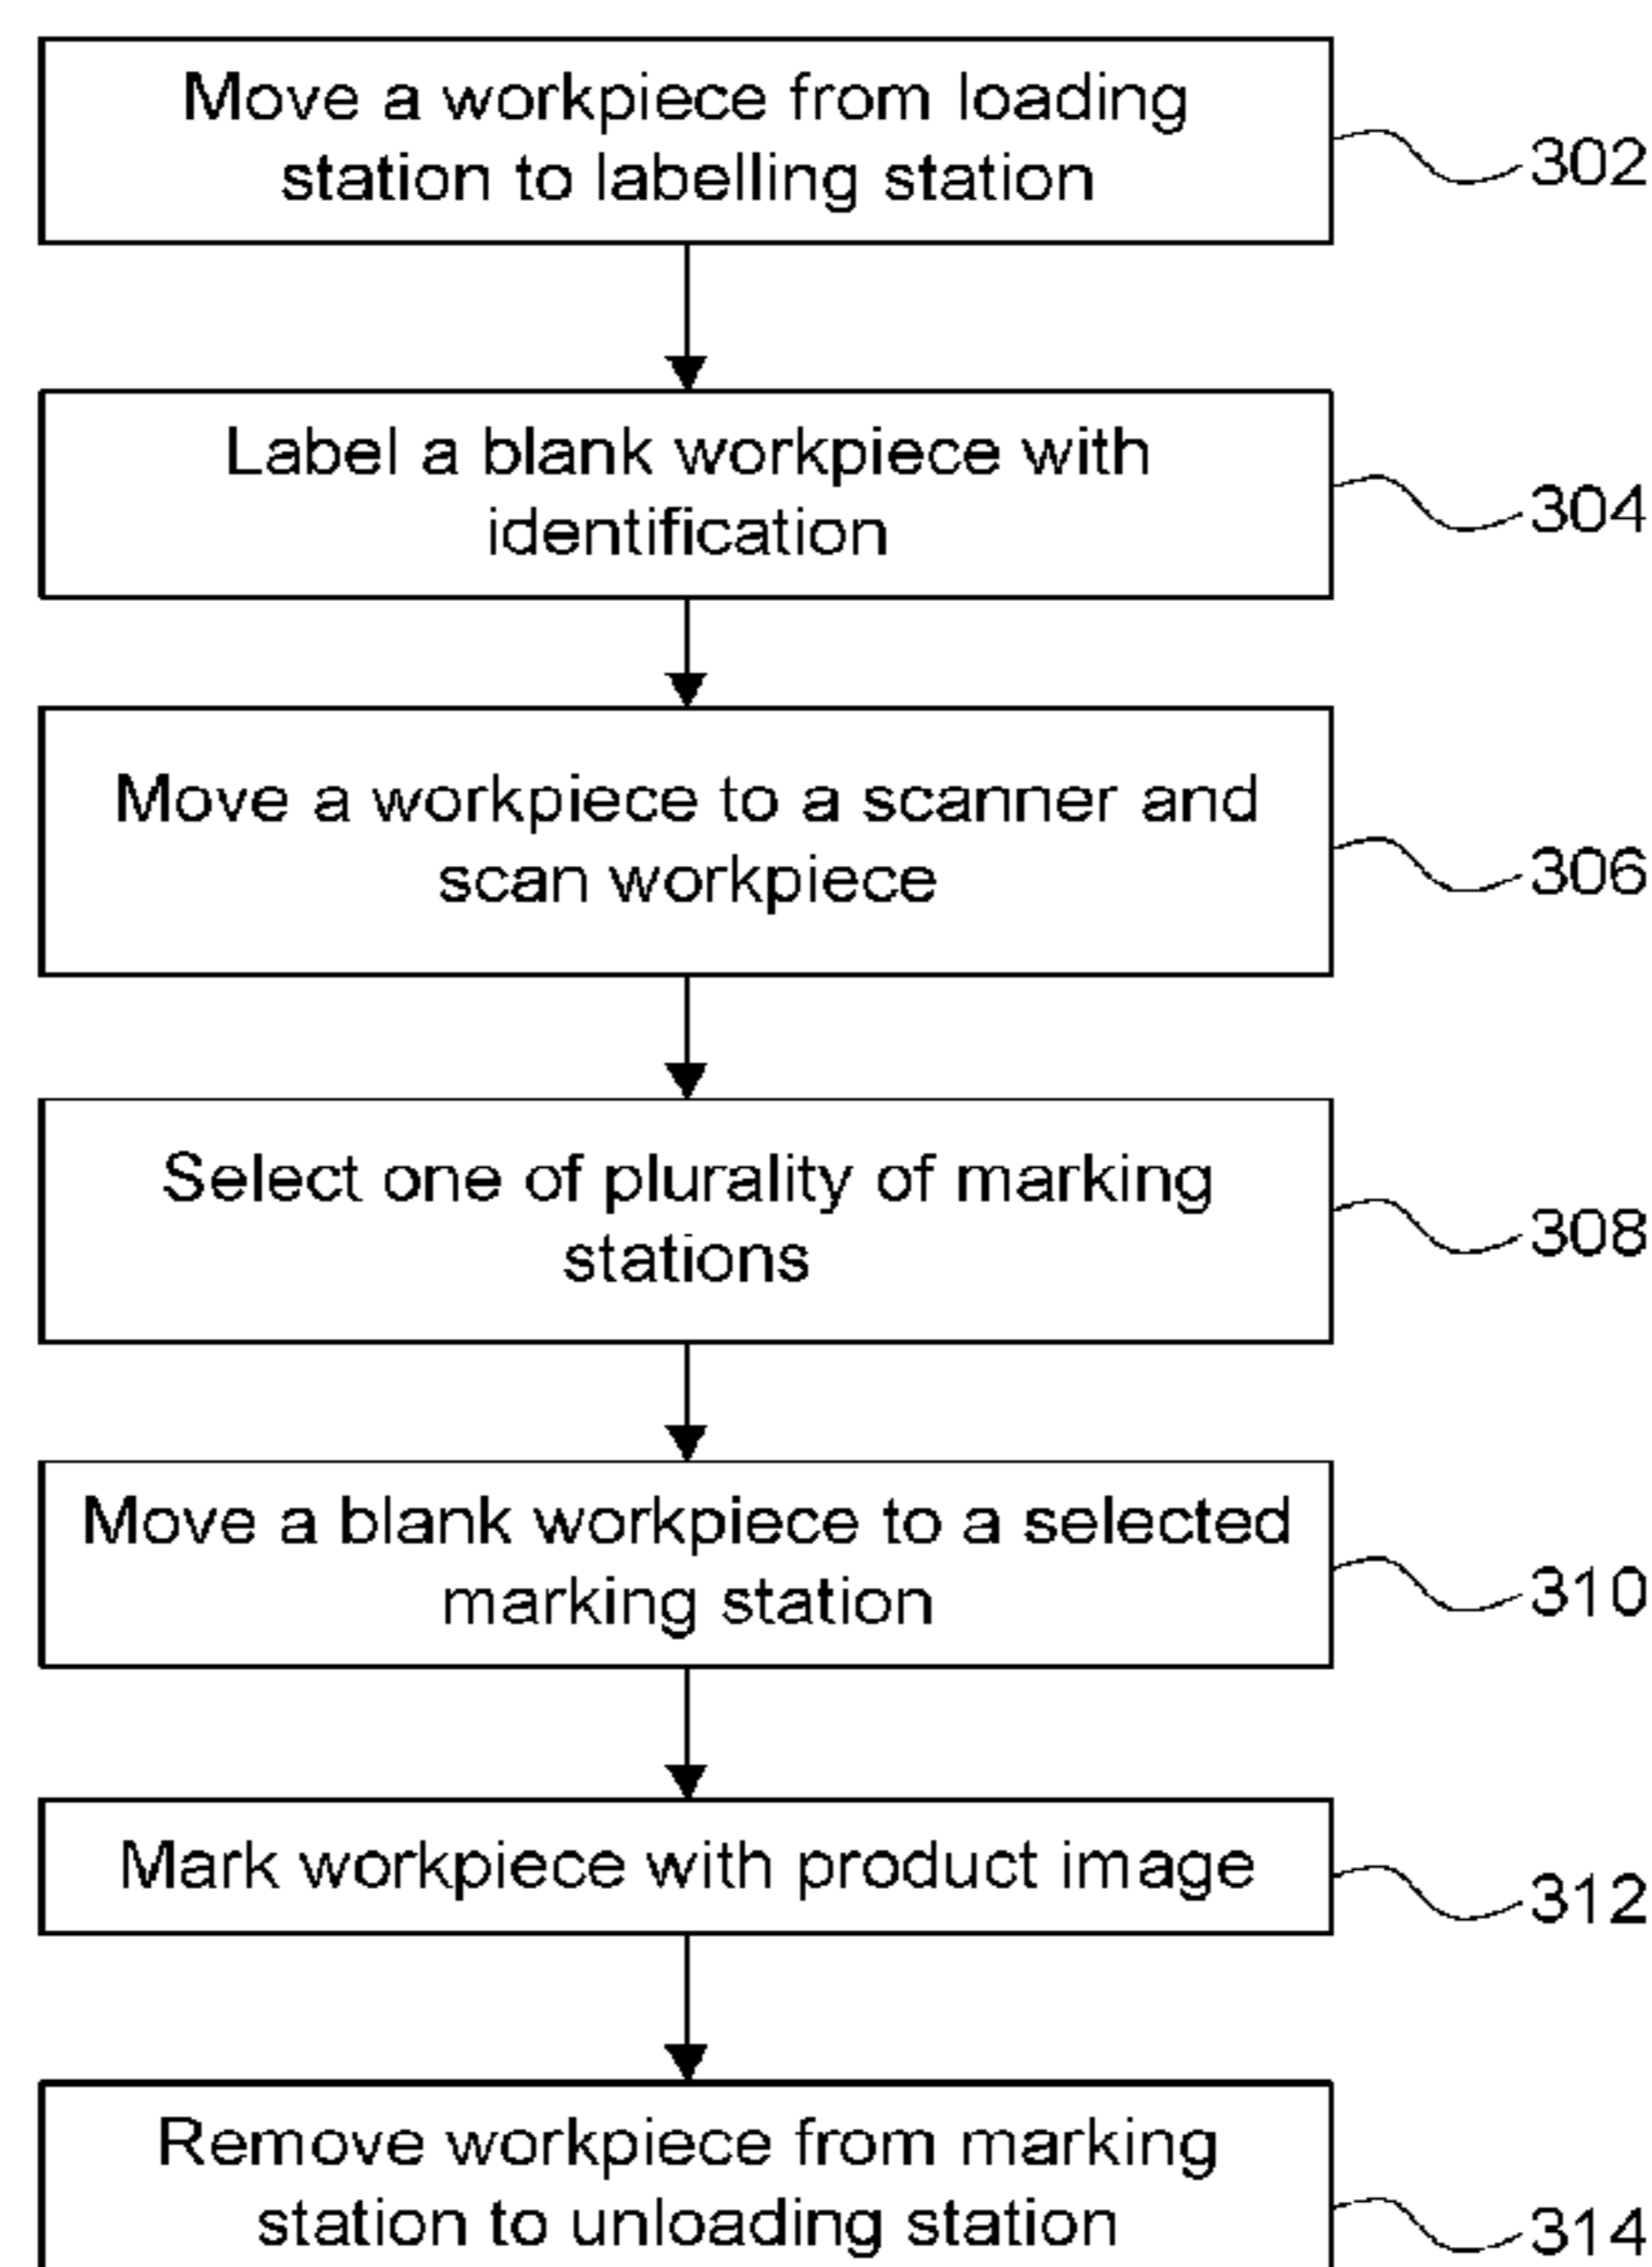 Move a workpiece from loading
station to labelling station
302
Label a blank workpiece with
identification
304
Move a workpiece to a scanner and
scan workpiece
306
Select one of plurality of marking
stations
308
Move a blank workpiece to a selected
marking station
310
Mark workpiece with product image
312
Remove workpiece from marking
station to unloading station
314